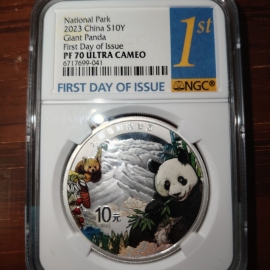 National Park
2023 China S10Y
Giant Panda
First Day of Issue
PF 70 ULTRA CAMEO
6717699-041
1st
FIRST DAY OF ISSUE
NGC
10元